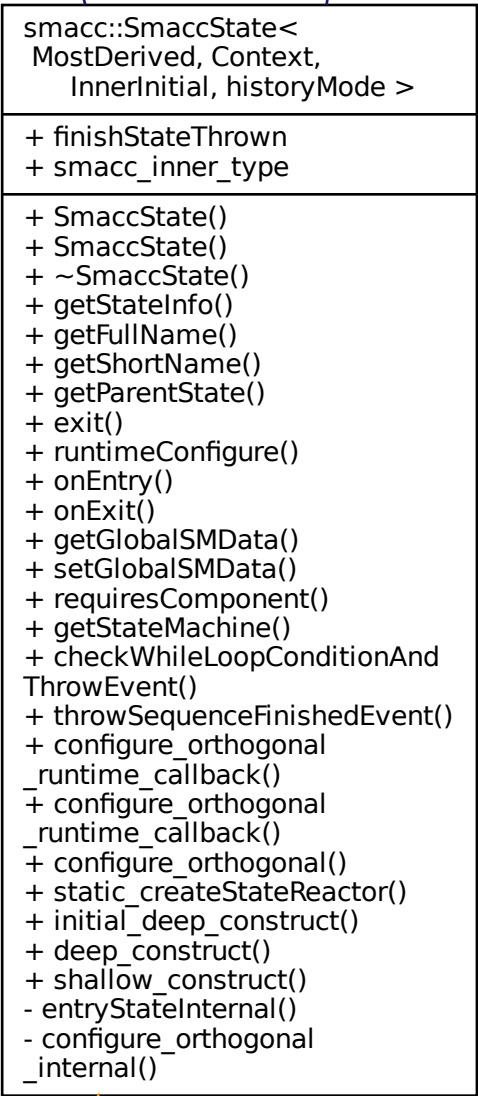 smacc::SmaccState<
MostDerived, Context,
InnerInitial, historyMode >
+ finishStateThrown
+ smacc_inner_type
+ SmaccState()
+ SmaccState()
+ ~SmaccState()
+ getStateInfo()
+ getFullName()
+ getShortName()
+ getParentState()
+ exit()
+ runtimeConfigure()
+ onEntry()
+ onExit()
+ getGlobalSMData()
+ setGlobalSMData()
+ requiresComponent()
+ getStateMachine()
+ checkWhileLoopConditionAnd
ThrowEvent()
+ throwSequenceFinishedEvent()
+ configure_orthogonal
_runtime_callback()
+ configure_orthogonal
_runtime_callback()
+ configure_orthogonal()
+ static_createStateReactor()
+ initial_deep_construct()
+ deep_construct()
+ shallow_construct()
- entryStateInternal()
- configure_orthogonal
_internal()